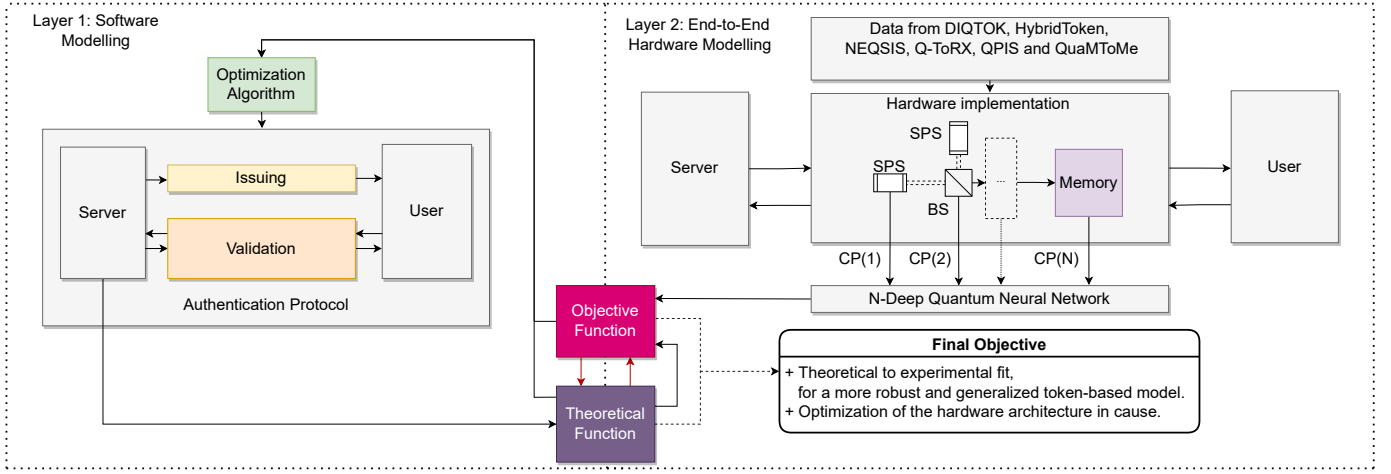 Layer 1: Software
Modelling
Optimization
Algorithm
Server
Issuing
Validation
User
Authentication Protocol
Layer 2: End-to-End
Hardware Modelling
Data from DIQTOK, HybridToken,
NEQSIS, Q-ToRX, QPIS and QuaMToMe
Server
Hardware implementation
SPS
SPS
BS
...
Memory
User
CP(1)
CP(2)
CP(N)
N-Deep Quantum Neural Network
Objective
Function
Theoretical
Function
Final Objective
+ Theoretical to experimental fit,
for a more robust and generalized token-based model.
+ Optimization of the hardware architecture in cause.